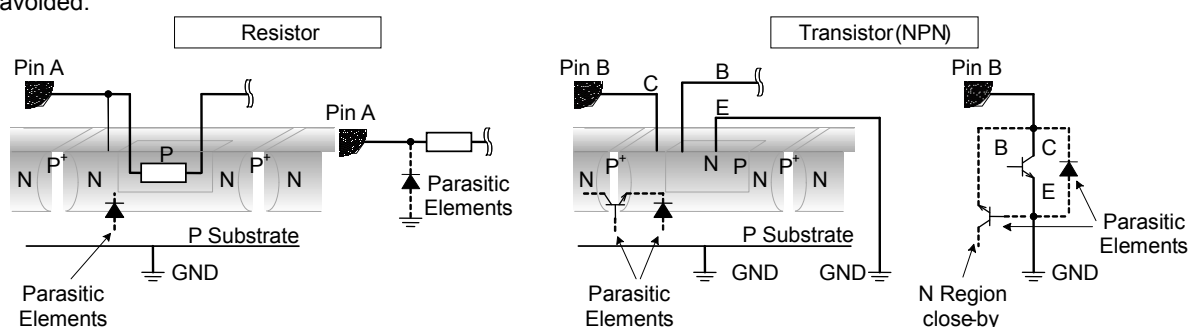 avoided.
Resistor
Transistor (NPN)
Pin A
Pin A
Pin B
C
B
E
Pin B
N
P+
N
P
N
P+
N
Parasitic
Elements
N
P+
N
P
N
P+
N
B
C
E
Parasitic
Elements
P Substrate
GND
Parasitic
Elements
P Substrate
GND
GND
Parasitic
Elements
GND
N Region
close-by